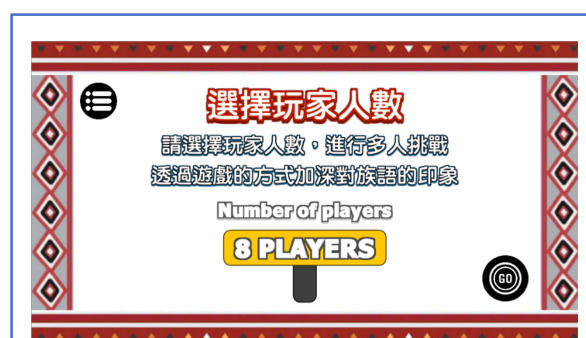 選擇玩家人數
請選擇玩家人數，進行多人挑戰
透過遊戲的方式加深對族語的印象
Number of players
8 PLAYERS
GO